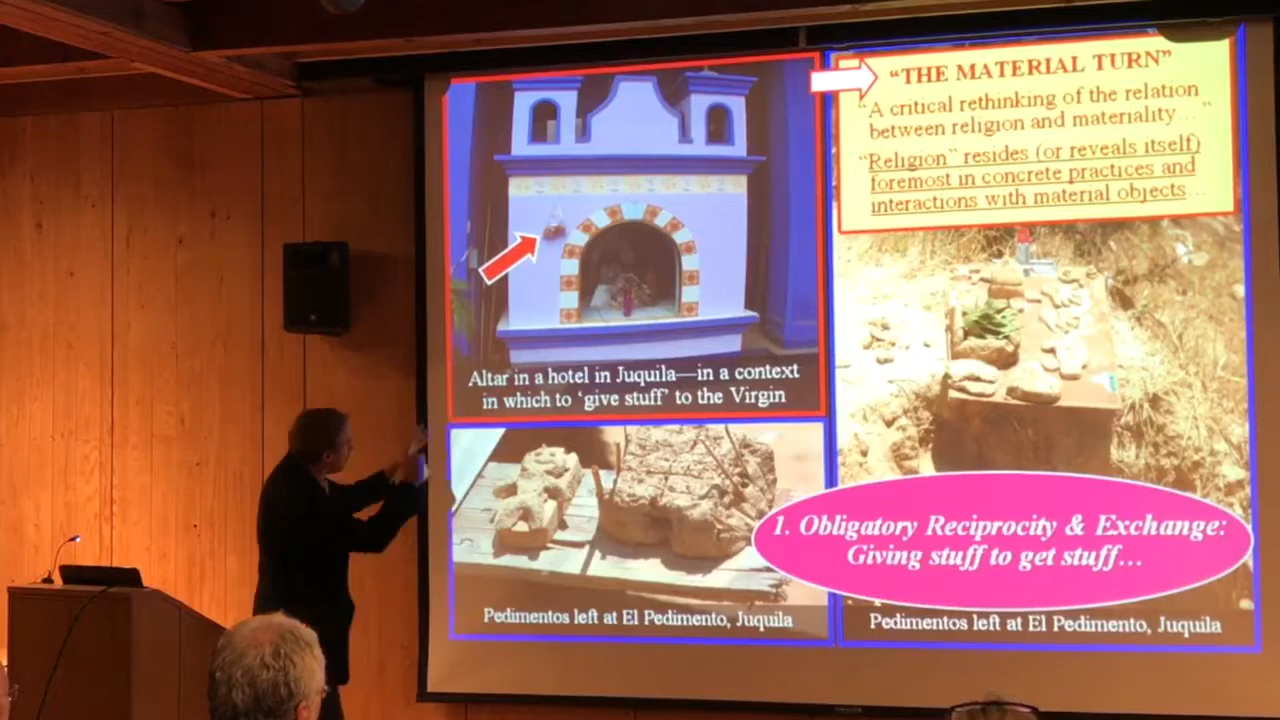 “THE MATERIAL TURN”
“A critical rethinking of the relation
between religion and materiality…”
“Religion” resides (or reveals itself)
foremost in concrete practices and
interactions with material objects…
Altar in a hotel in Juquila—in a context
in which to ‘give stuff’ to the Virgin
1. Obligatory Reciprocity & Exchange:
Giving stuff to get stuff…
Pedimentos left at El Pedimento, Juquila
Pedimentos left at El Pedimento, Juquila